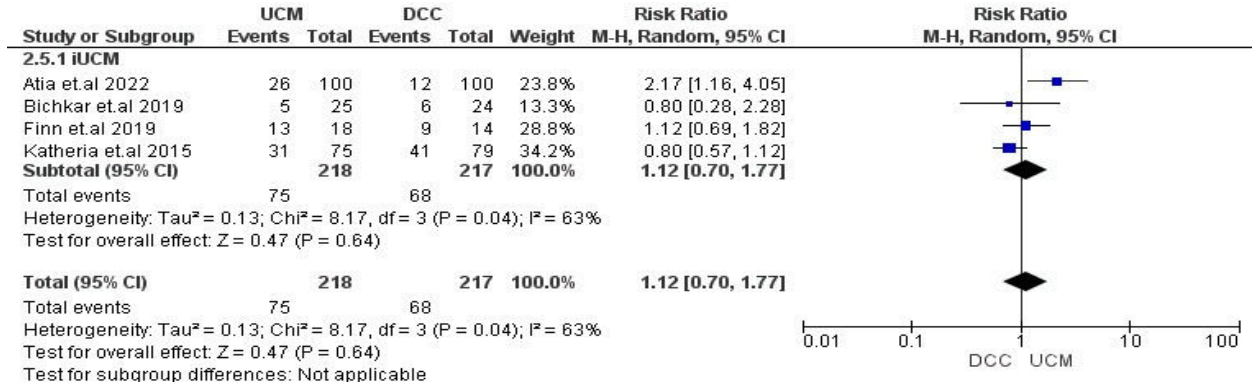 UCM DCC Risk Ratio Risk Ratio
Study or Subgroup Events Total Events Total Weight M-H, Random, 95% CI M-H, Random, 95% CI
2.5.1 iUCM
Atia et.al 2022 26 100 12 100 23.8% 2.17 [1.16, 4.05]
Bichkar et.al 2019 5 25 6 24 13.3% 0.80 [0.28, 2.28]
Finn et.al 2019 13 18 9 14 28.8% 1.12 [0.69, 1.82]
Katheria et.al 2015 31 75 41 79 34.2% 0.80 [0.57, 1.12]
Subtotal (95% CI) 218 217 100.0% 1.12 [0.70, 1.77]
Total events 75 68
Heterogeneity: Tau² = 0.13; Chi² = 8.17, df = 3 (P = 0.04); I² = 63%
Test for overall effect: Z = 0.47 (P = 0.64)
Total (95% CI) 218 217 100.0% 1.12 [0.70, 1.77]
Total events 75 68
Heterogeneity: Tau² = 0.13; Chi² = 8.17, df = 3 (P = 0.04); I² = 63%
Test for overall effect: Z = 0.47 (P = 0.64)
Test for subgroup differences: Not applicable
0.01 0.1 1 10 100
DCC UCM